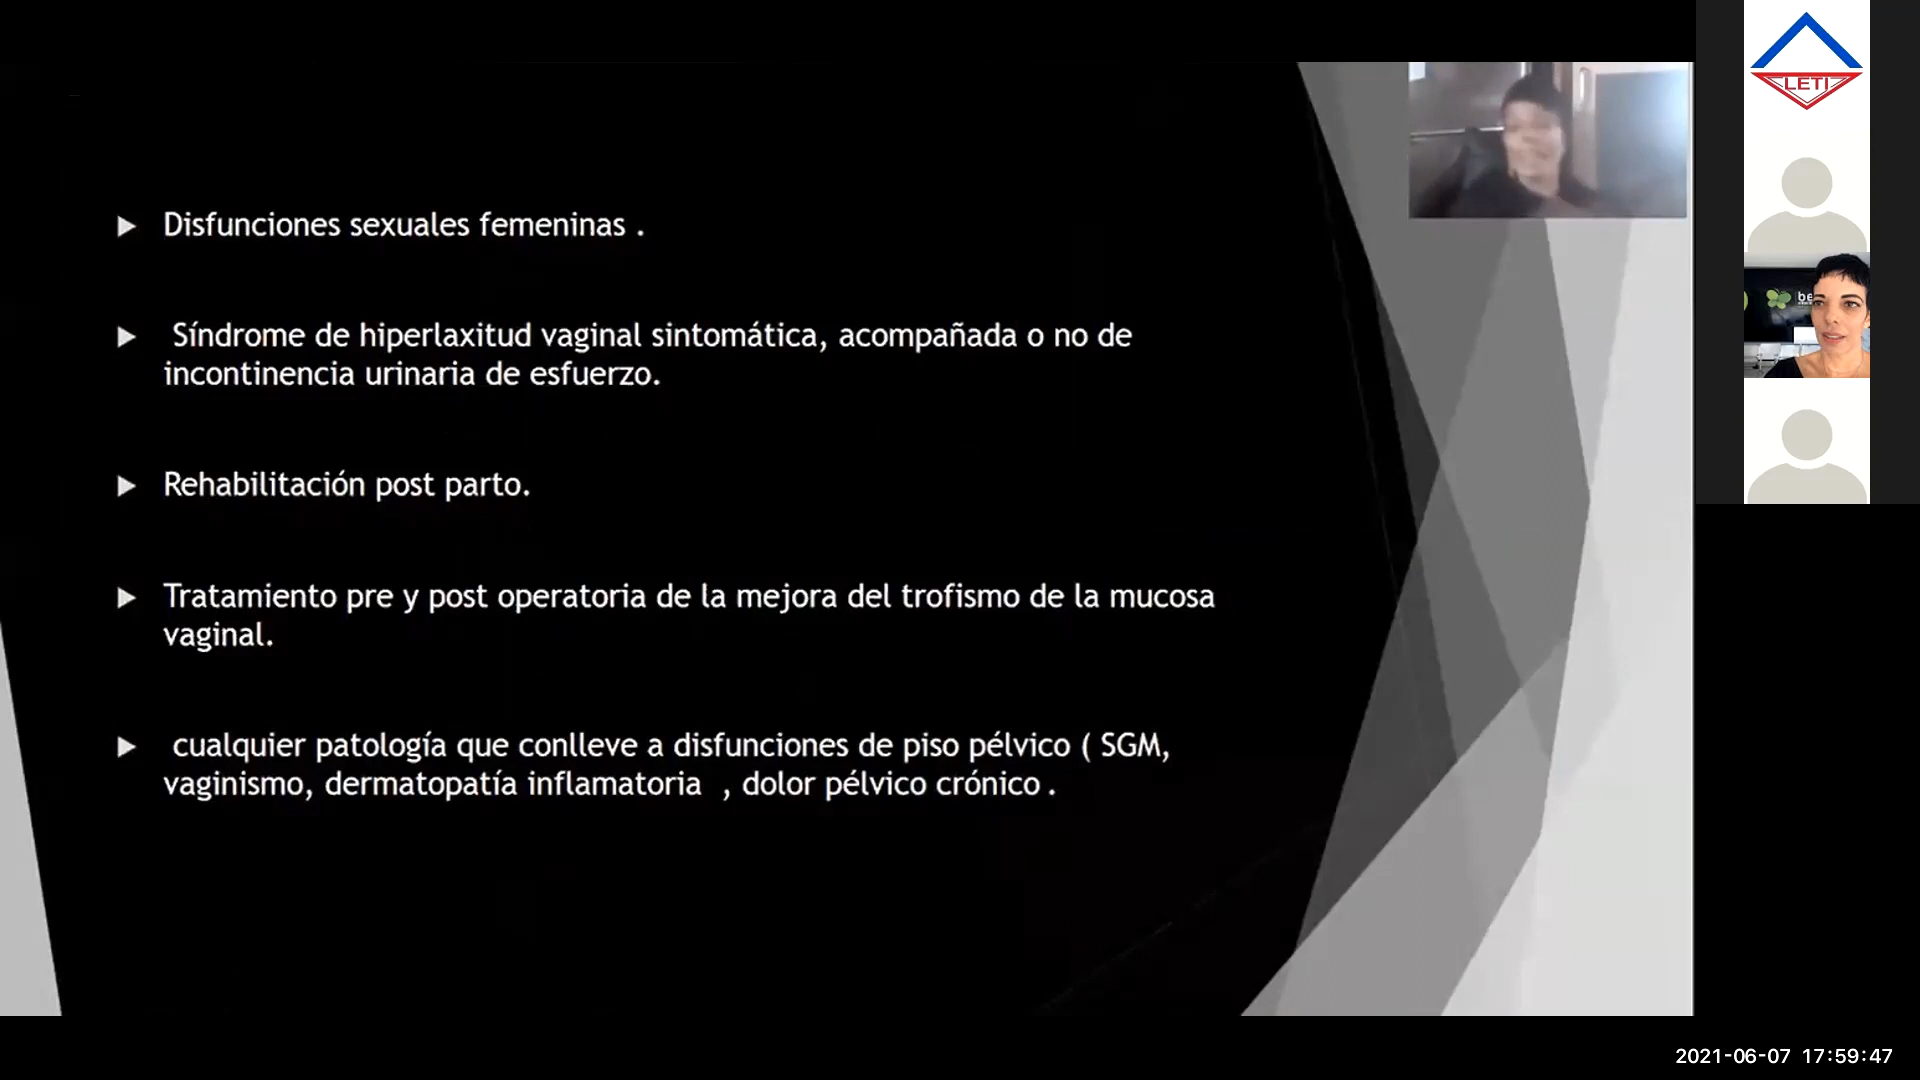 LETI
Disfunciones sexuales femeninas .
Síndrome de hiperlaxitud vaginal sintomática, acompañada o no de
incontinencia urinaria de esfuerzo.
be
Rehabilitación post parto.
Tratamiento pre y post operatoria de la mejora del trofismo de la mucosa
vaginal.
cualquier patología que conlleve a disfunciones de piso pélvico ( SGM,
vaginismo, dermatopatía inflamatoria , dolor pélvico crónico .
2021-06-07 17:59:47